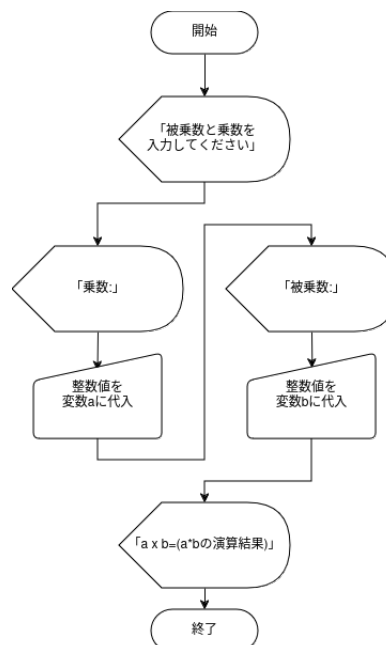 開始
「被乗数と乗数を
入力してください」
「乗数:」
整数値を
変数aに代入
「被乗数:」
整数値を
変数bに代入
「a x b=(a*bの演算結果)」
終了